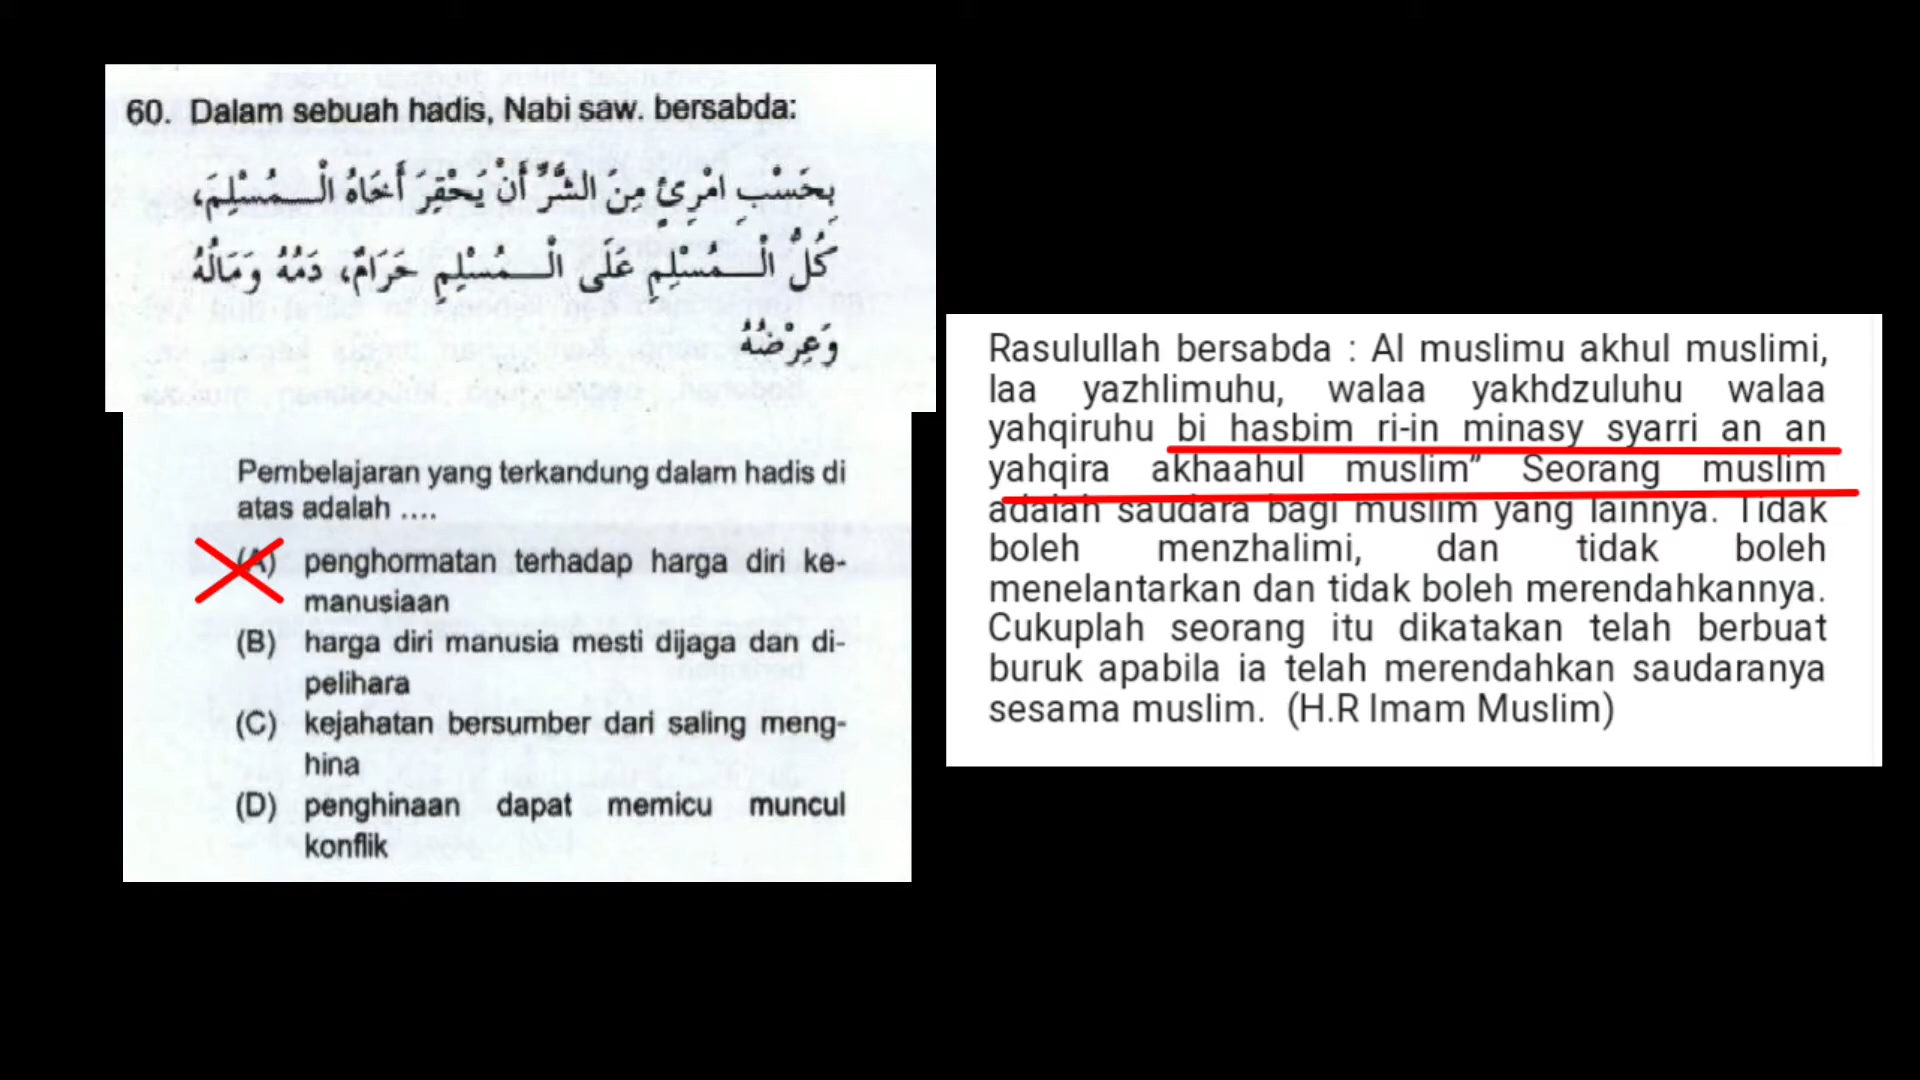 60. Dalam sebuah hadis, Nabi saw. bersabda:
بِحَسْبِ امْرِئٍ مِنَ الشَّرِّ أَنْ يَحْقِرَ أَخَاهُ الْـــمُسْلِمَ،
كُلُّ الْـــمُسْلِمِ عَلَى الْـــمُسْلِمِ حَرَامٌ، دَمُهُ وَمَالُهُ
وَعِرْضُهُ
Pembelajaran yang terkandung dalam hadis di
atas adalah ....
(A) penghormatan terhadap harga diri ke-
manusiaan
(B) harga diri manusia mesti dijaga dan di-
pelihara
(C) kejahatan bersumber dari saling meng-
hina
(D) penghinaan dapat memicu muncul
konflik
Rasulullah bersabda : Al muslimu akhul muslimi,
laa yazhlimuhu, walaa yakhdzuluhu walaa
yahqiruhu bi hasbim ri-in minasy syarri an an
yahqira akhaahul muslim” Seorang muslim
adalah saudara bagi muslim yang lainnya. Tidak
boleh menzhalimi, dan tidak boleh
menelantarkan dan tidak boleh merendahkannya.
Cukuplah seorang itu dikatakan telah berbuat
buruk apabila ia telah merendahkan saudaranya
sesama muslim. (H.R Imam Muslim)